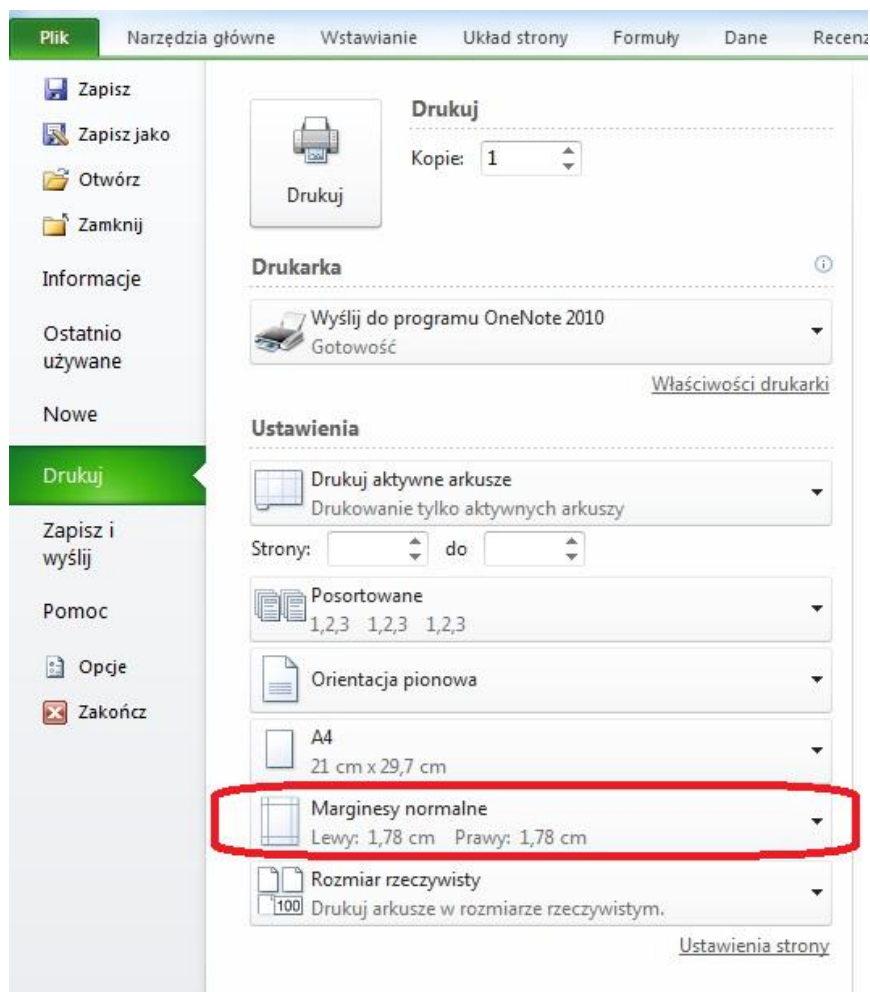 Plik Narzędzia główne Wstawianie Układ strony Formuły Dane Recenz
Zapisz
Zapisz jako
Otwórz
Zamknij
Informacje
Ostatnio
używane
Nowe
Drukuj
Zapisz i
wyślij
Pomoc
Opcje
Zakończ
Drukuj
Drukuj
Kopie: 1
Drukarka
Wyślij do programu OneNote 2010
Gotowość
Właściwości drukarki
Ustawienia
Drukuj aktywne arkusze
Drukowanie tylko aktywnych arkuszy
Strony: do
Posortowane
1,2,3 1,2,3 1,2,3
Orientacja pionowa
A4
21 cm x 29,7 cm
Marginesy normalne
Lewy: 1,78 cm Prawy: 1,78 cm
Rozmiar rzeczywisty
100 Drukuj arkusze w rozmiarze rzeczywistym.
Ustawienia strony